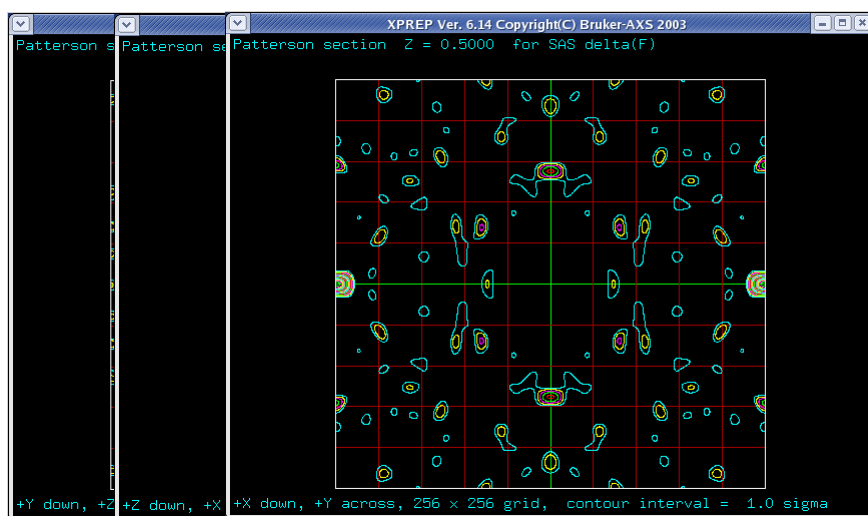 XPREP Ver. 6.14 Copyright(C) Bruker-AXS 2003
Patterson s
Patterson se
Patterson section Z = 0.5000 for SAS delta(F)
+Y down, +Z
+Z down, +X
+X down, +Y across, 256 x 256 grid, contour interval = 1.0 sigma